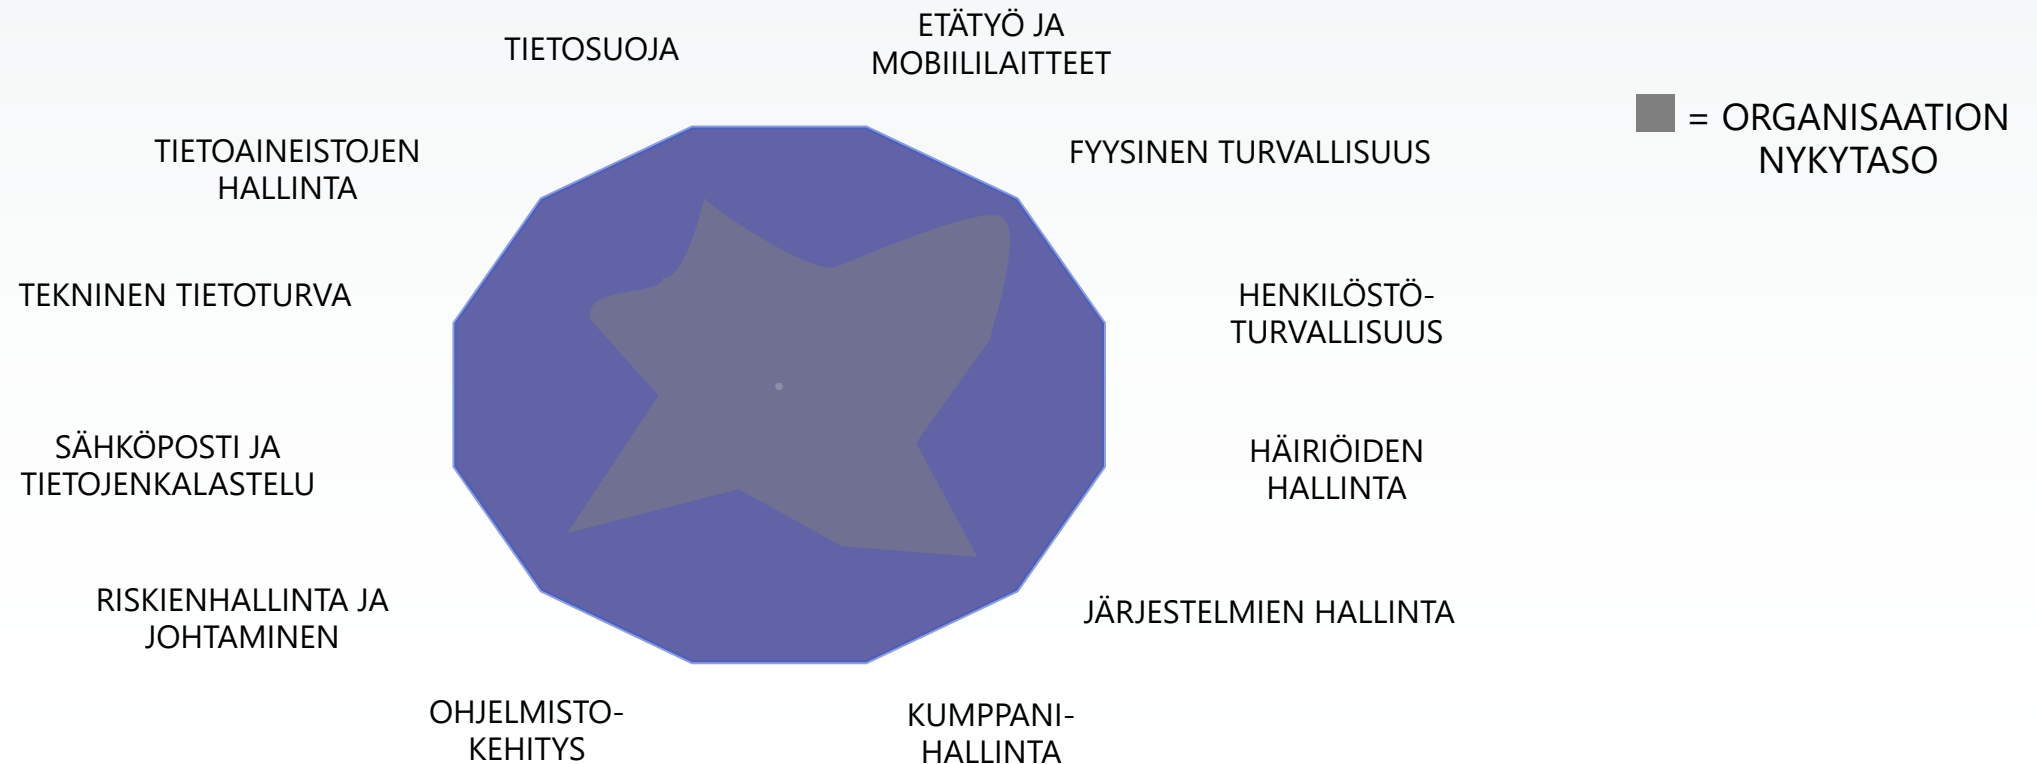 TIETOSUOJA
ETÄTYÖ JA
MOBIILILAITTEET
= ORGANISAATION
NYKYTASO
TIETOAINEISTOJEN
HALLINTA
FYYSINEN TURVALLISUUS
TEKNINEN TIETOTURVA
HENKILÖSTÖ-
TURVALLISUUS
SÄHKÖPOSTI JA
TIETOJENKALASTELU
HÄIRIÖIDEN
HALLINTA
RISKIENHALLINTA JA
JOHTAMINEN
JÄRJESTELMIEN HALLINTA
OHJELMISTO-
KEHITYS
KUMPPANI-
HALLINTA